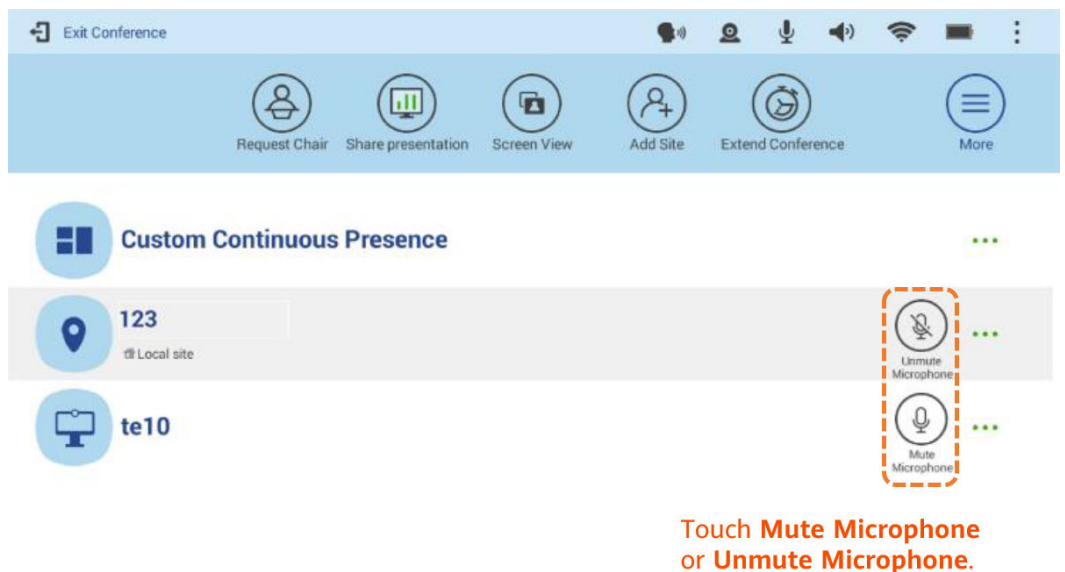 Exit Conference
Request Chair
Share presentation
Screen View
Add Site
Extend Conference
More
Custom Continuous Presence
123
Local site
Unmute
Microphone
te10
Mute
Microphone
Touch Mute Microphone
or Unmute Microphone.